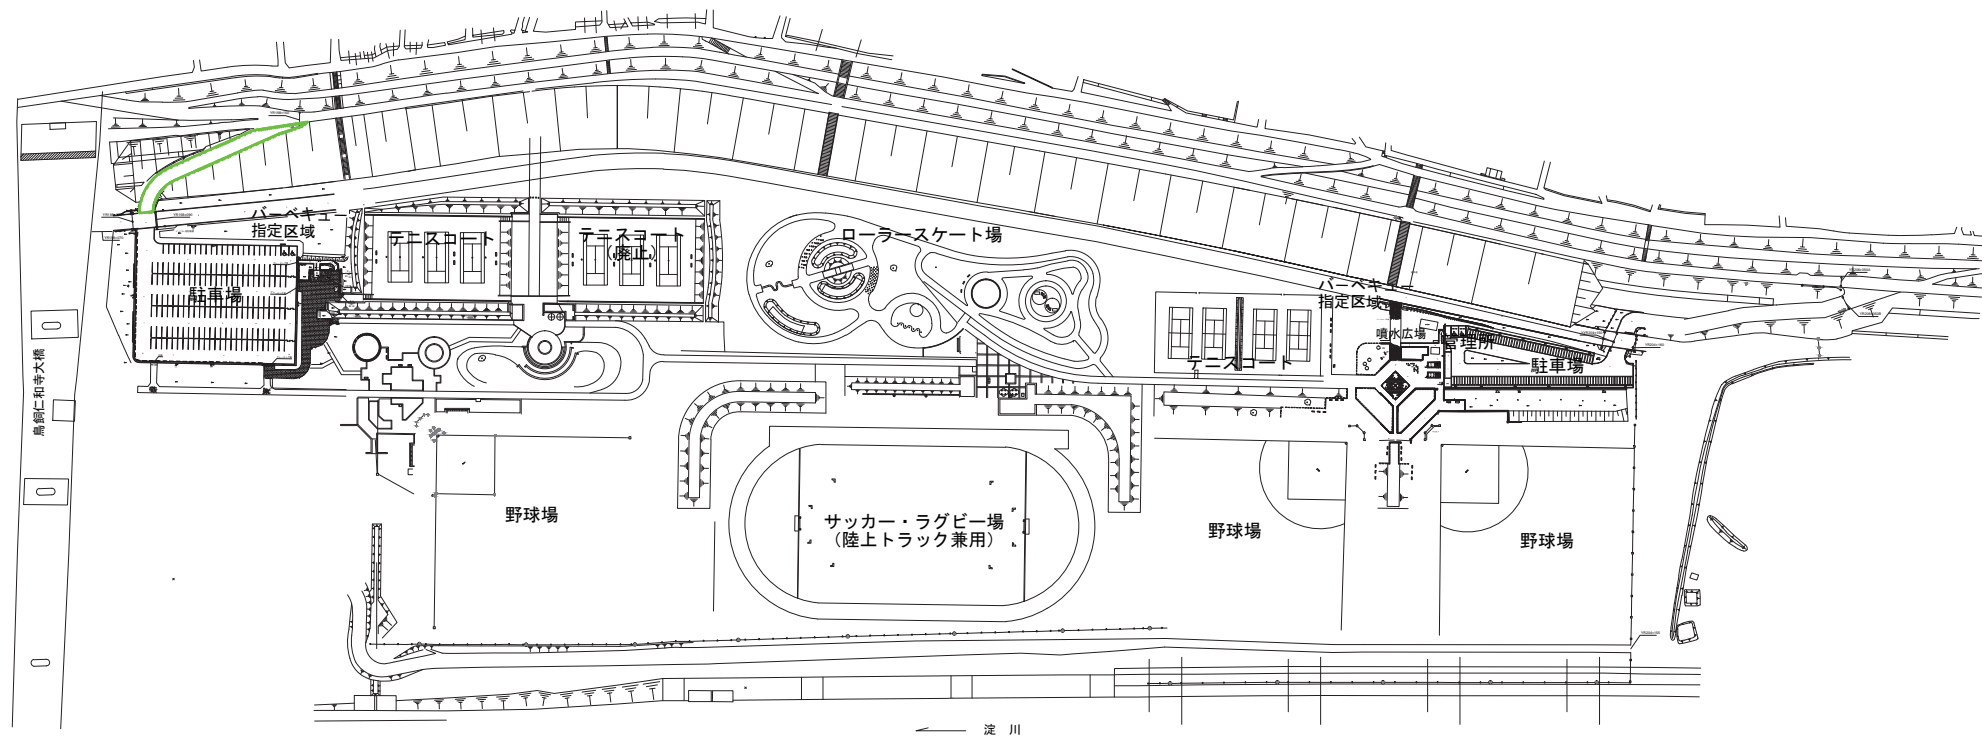 バーベキュー
指定区域
テニスコート
テニスコート
（廃止）
ローラースケート場
駐車場
バーベキュー
指定区域
噴水広場
管理所
テニスコート
駐車場
鳥飼仁和寺大橋
野球場
サッカー・ラグビー場
（陸上トラック兼用）
野球場
野球場
淀 川